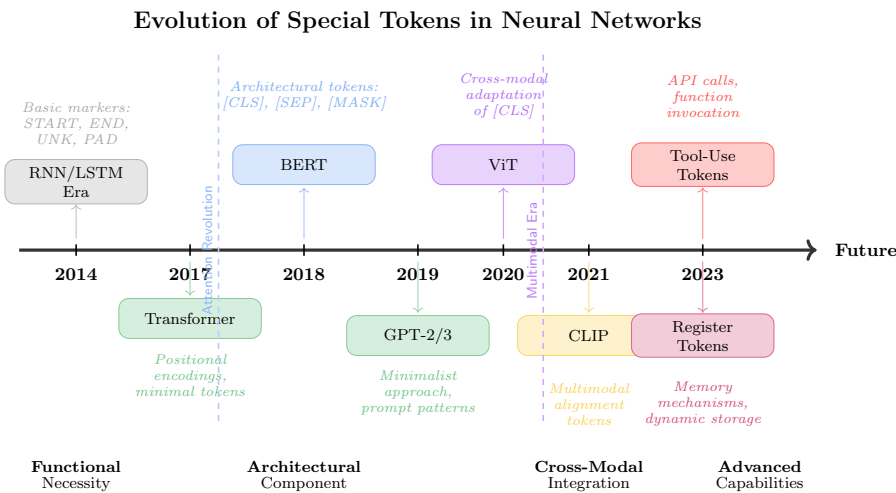 Evolution of Special Tokens in Neural Networks
Basic markers:
START, END,
UNK, PAD
Architectural tokens:
[CLS], [SEP], [MASK]
Cross-modal
adaptation
of [CLS]
API calls,
function
invocation
RNN/LSTM
Era
BERT
ViT
Tool-Use
Tokens
Attention Revolution
Multimodal Era
Future
2014
2017
2018
2019
2020
2021
2023
Transformer
GPT-2/3
CLIP
Register
Tokens
Positional
encodings,
minimal tokens
Minimalist
approach,
prompt patterns
Multimodal
alignment
tokens
Memory
mechanisms,
dynamic storage
Functional
Necessity
Architectural
Component
Cross-Modal
Integration
Advanced
Capabilities